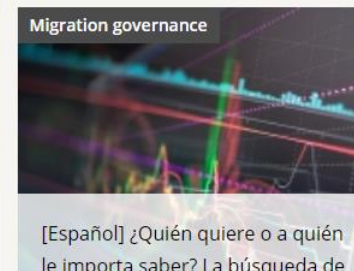 Migration governance
[Español] ¿Quién quiere o a quién
le importa saber? La búsqueda de